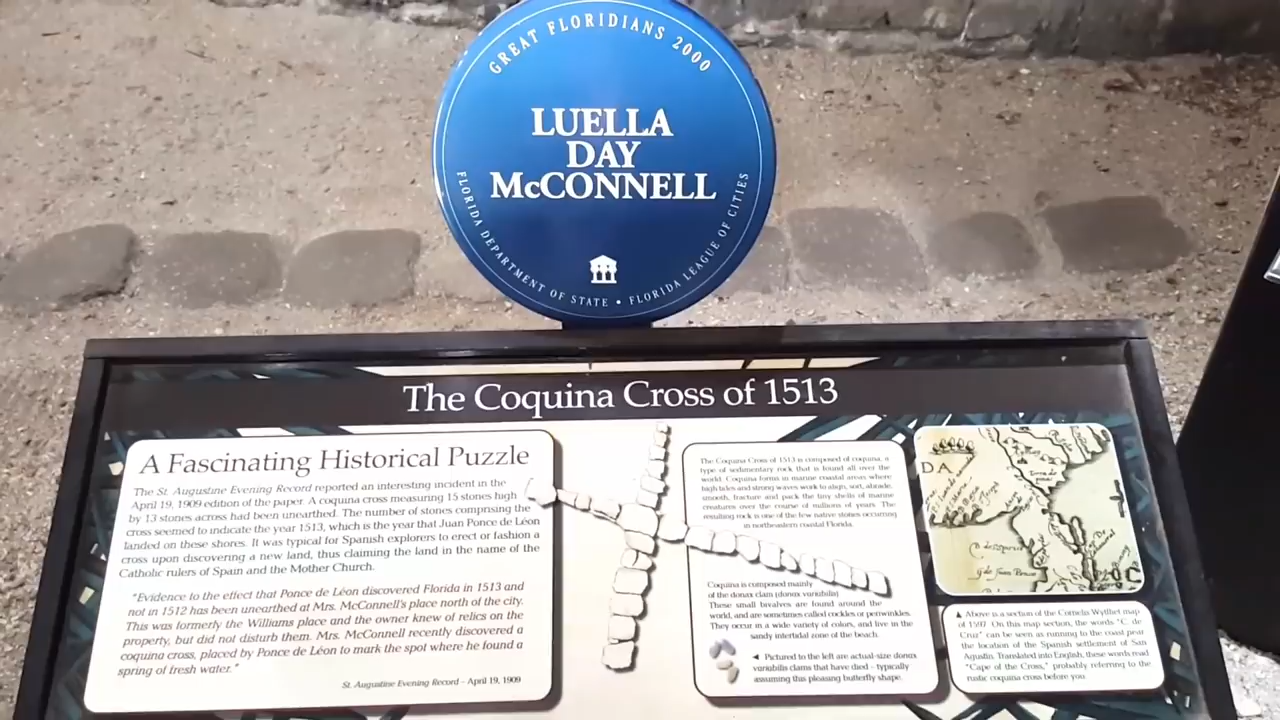 GREAT FLORIDIANS 2000
LUELLA
DAY
McCONNELL
FLORIDA DEPARTMENT OF STATE • FLORIDA LEAGUE OF CITIES
The Coquina Cross of 1513
A Fascinating Historical Puzzle
The St. Augustine Evening Record reported an interesting incident in the
April 19, 1909 edition of the paper. A coquina cross measuring 15 stones high
by 13 stones across had been unearthed. The number of stones comprising the
cross seemed to indicate the year 1513, which is the year that Juan Ponce de Léon
landed on these shores. It was typical for Spanish explorers to erect or fashion a
cross upon discovering a new land, thus claiming the land in the name of the
Catholic rulers of Spain and the Mother Church.
"Evidence to the effect that Ponce de Léon discovered Florida in 1513 and
not in 1512 has been unearthed at Mrs. McConnell's place north of the city.
This was formerly the Williams place and the owner knew of relics on the
property, but did not disturb them. Mrs. McConnell recently discovered a
coquina cross, placed by Ponce de Léon to mark the spot where he found a
spring of fresh water."
St. Augustine Evening Record – April 19, 1909
The Coquina Cross of 1513 is composed of coquina, a
type of sedimentary rock that is found all over the
world. Coquina forms in marine coastal areas where
high tides and strong waves work to align, sort, abrade,
smooth, fracture and pack the tiny shells of marine
creatures over the course of millions of years. The
resulting rock is one of the few native stones occurring
in northeastern coastal Florida.
Coquina is composed mainly
of the donax clam (donax variabilis)
These small bivalves are found around the
world, and are sometimes called cockles or periwinkles.
They occur in a wide variety of colors, and live in the
sandy intertidal zone of the beach.
◄ Pictured to the left are actual-size donax
variabilis clams that have died – typically
assuming this pleasing butterfly shape.
DA
▲ Above is a section of the Cornelis Wytfliet map
of 1597. On this map section, the words "C. de
Cruz" can be seen as running to the coast near
the location of the Spanish settlement of San
Agustin. Translated into English, these words read
"Cape of the Cross," probably referring to the
rustic coquina cross before you.